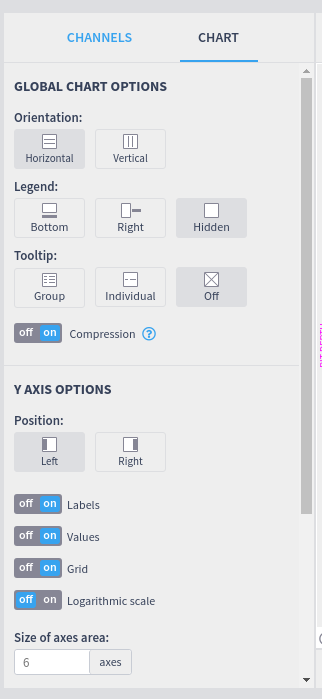 CHANNELS CHART
GLOBAL CHART OPTIONS
Orientation:
Horizontal Vertical
Legend:
Bottom Right Hidden
Tooltip:
Group Individual Off
off on Compression ?
Y AXIS OPTIONS
Position:
Left Right
off on Labels
off on Values
off on Grid
off on Logarithmic scale
Size of axes area:
6 axes